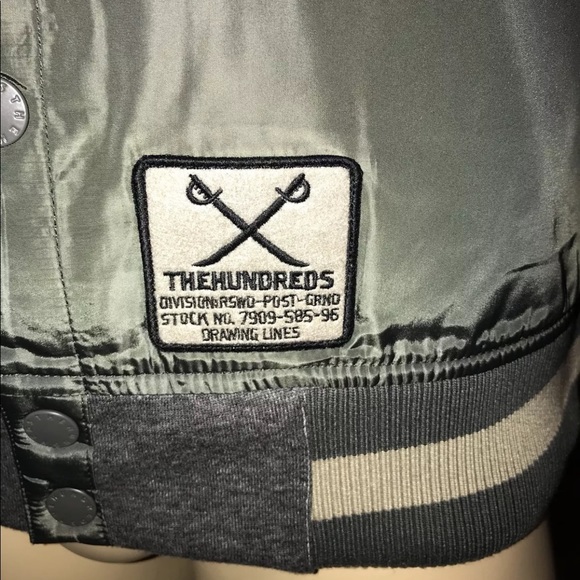 THEHUNDREDS
DIVISION:RSWD-POST-GRND
STOCK NO. 7909-585-96
DRAWING LINES